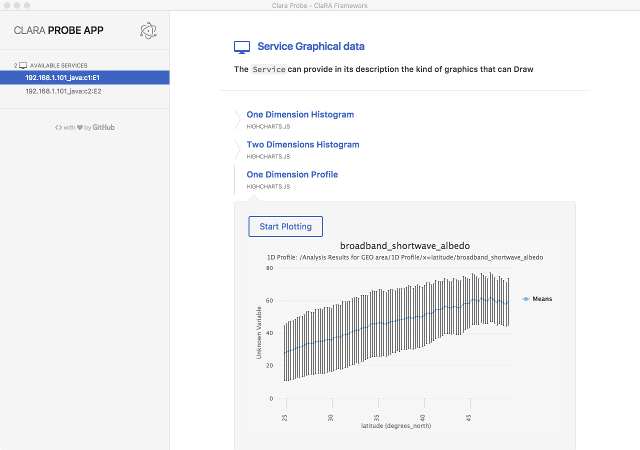 Clara Probe - ClaRA Framework
CLARA PROBE APP
2 AVAILABLE SERVICES
192.168.1.101_java:c1:E1
192.168.1.101_java:c2:E2
<> with ♥ by GitHub
Service Graphical data
The Service can provide in its description the kind of graphics that can Draw
One Dimension Histogram
HIGHCHARTS.JS
Two Dimensions Histogram
HIGHCHARTS.JS
One Dimension Profile
HIGHCHARTS.JS
Start Plotting
broadband_shortwave_albedo
1D Profile: /Analysis Results for GEO area/1D Profile/x=latitude/broadband_shortwave_albedo
80
60
40
20
0
Unknown Variable
Means
25
30
35
40
45
latitude (degrees_north)